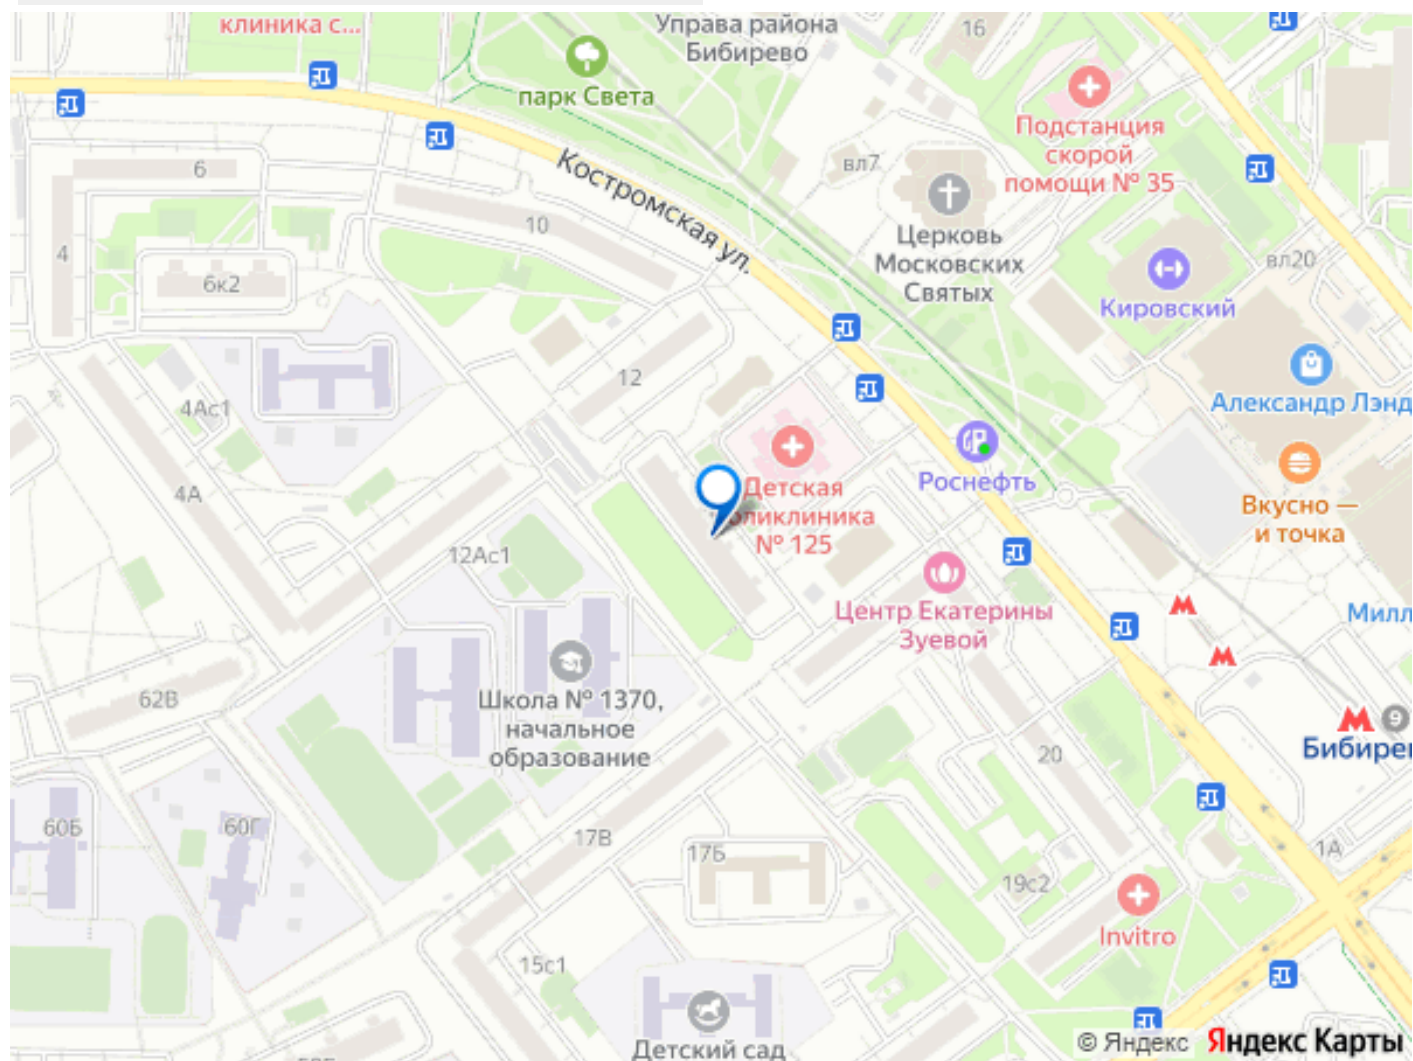 клиника с...
Управа района
Бибирево
16
парк Света
Подстанция
скорой
помощи № 35
вл7
Костромская ул.
6
10
4
6к2
Церковь
Московских
Святых
вл20
Кировский
12
4Ас1
Александр Лэнд
4А
Роснефть
Детская
поликлиника
№ 125
Вкусно —
и точка
12Ас1
Центр Екатерины
Зуевой
Милл
62В
Школа № 1370,
начальное
образование
9
Бибирев
20
60Б
60Г
17В
17Б
1А
19с2
Invitro
15с1
Детский сад
© Яндекс Яндекс Карты